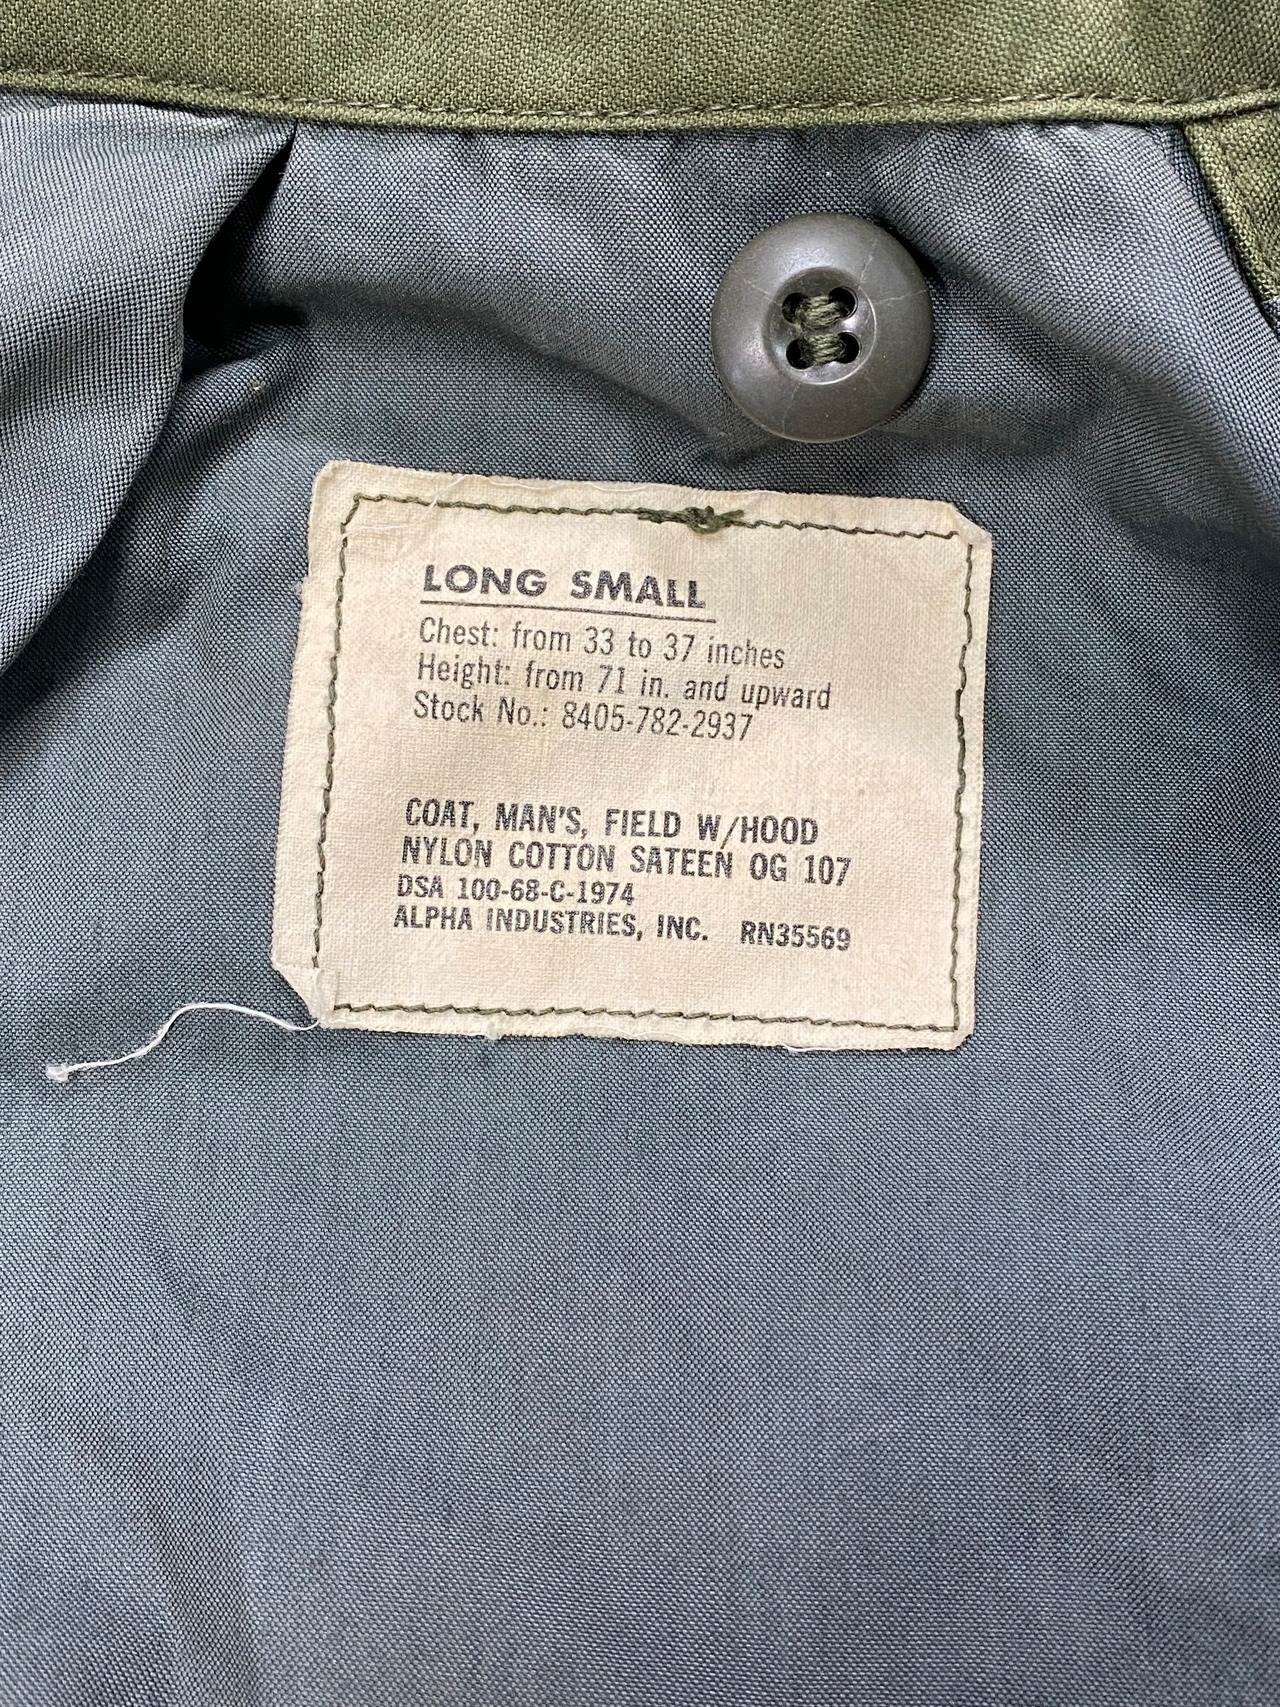 LONG SMALL
Chest: from 33 to 37 inches
Height: from 71 in. and upward
Stock No.: 8405-782-2937
COAT, MAN'S, FIELD W/HOOD
NYLON COTTON SATEEN OG 107
DSA 100-68-C-1974
ALPHA INDUSTRIES, INC. RN35569